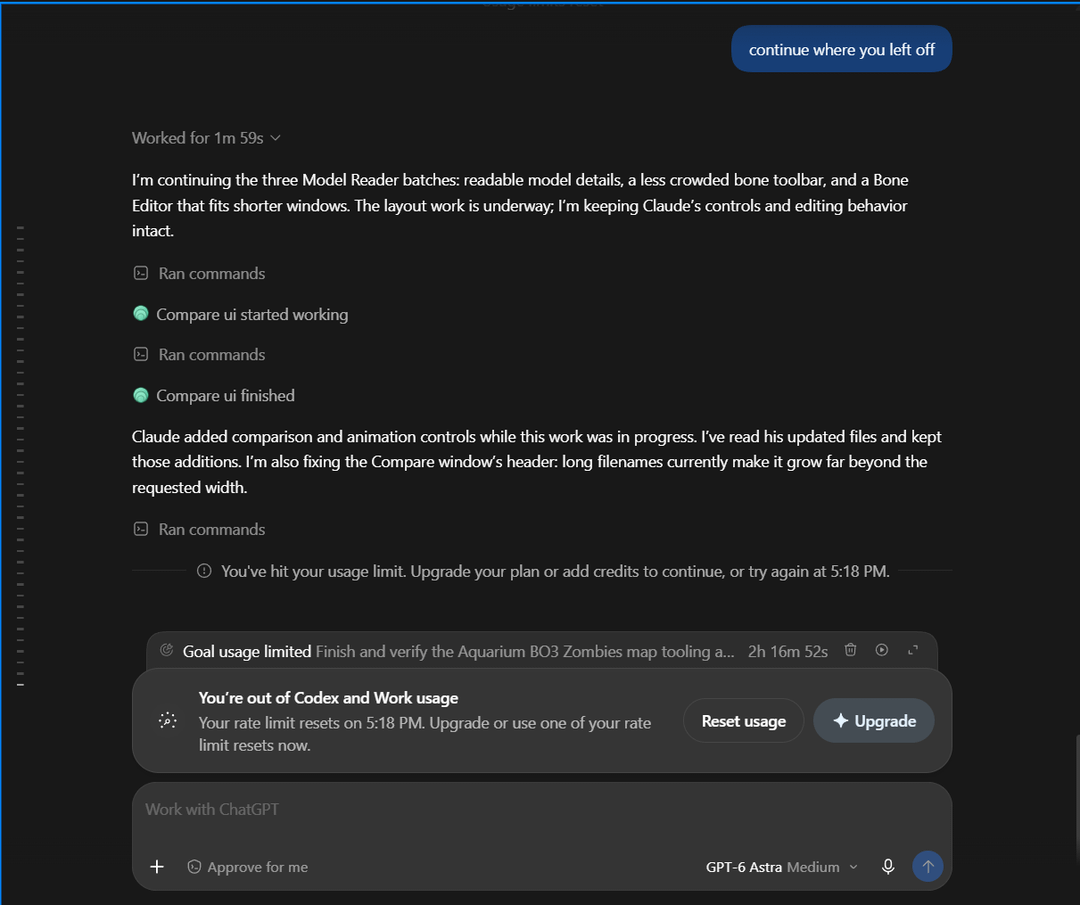 continue where you left off
Worked for 1m 59s
I'm continuing the three Model Reader batches: readable model details, a less crowded bone toolbar, and a Bone
Editor that fits shorter windows. The layout work is underway; I'm keeping Claude's controls and editing behavior
intact.
Ran commands
Compare ui started working
Ran commands
Compare ui finished
Claude added comparison and animation controls while this work was in progress. I've read his updated files and kept
those additions. I'm also fixing the Compare window's header: long filenames currently make it grow far beyond the
requested width.
Ran commands
You've hit your usage limit. Upgrade your plan or add credits to continue, or try again at 5:18 PM.
Goal usage limited Finish and verify the Aquarium BO3 Zombies map tooling a... 2h 16m 52s
You're out of Codex and Work usage
Your rate limit resets on 5:18 PM. Upgrade or use one of your rate
limit resets now.
Reset usage
Upgrade
Work with ChatGPT
Approve for me
GPT-6 Astra Medium